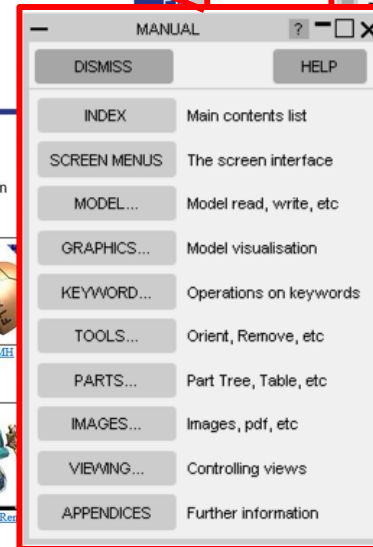 MANUAL ?
DISMISS HELP
INDEX Main contents list
SCREEN MENUS The screen interface
MODEL... Model read, write, etc
GRAPHICS... Model visualisation
KEYWORD... Operations on keywords
TOOLS... Orient, Remove, etc
PARTS... Part Tree, Table, etc
IMAGES... Images, pdf, etc
VIEWING... Controlling views
APPENDICES Further information